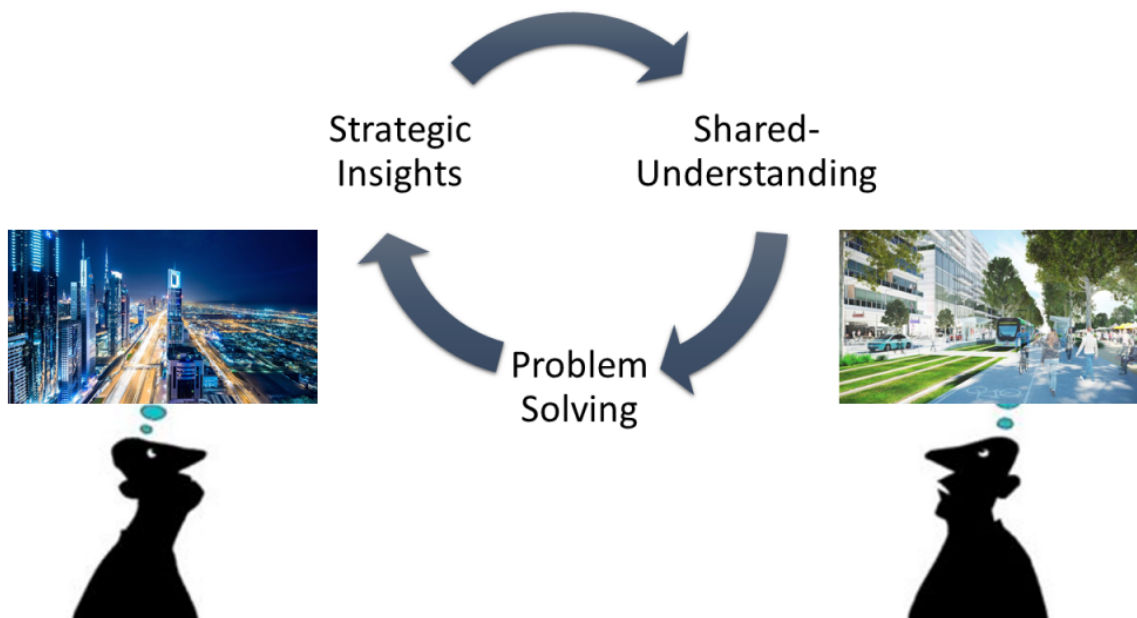 Strategic
Insights
Shared-
Understanding
Problem
Solving